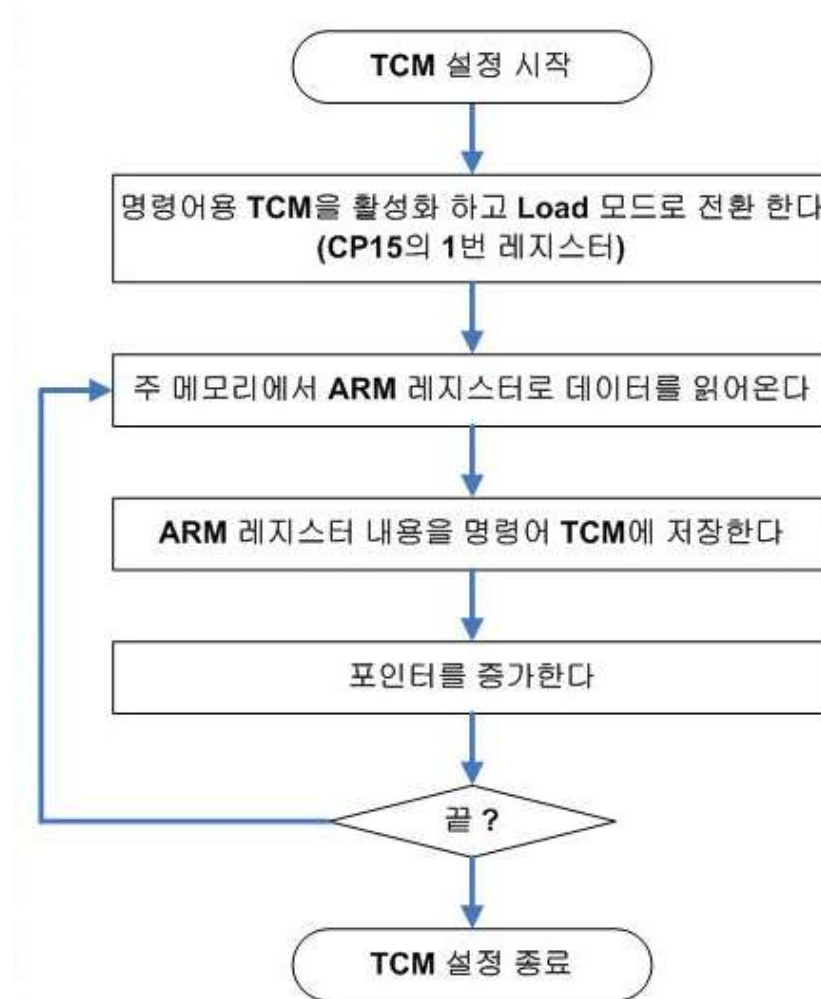 TCM 설정 시작
명령어용 TCM을 활성화 하고 Load 모드로 전환 한다
(CP15의 1번 레지스터)
주 메모리에서 ARM 레지스터로 데이터를 읽어온다
ARM 레지스터 내용을 명령어 TCM에 저장한다
포인터를 증가한다
끝 ?
TCM 설정 종료